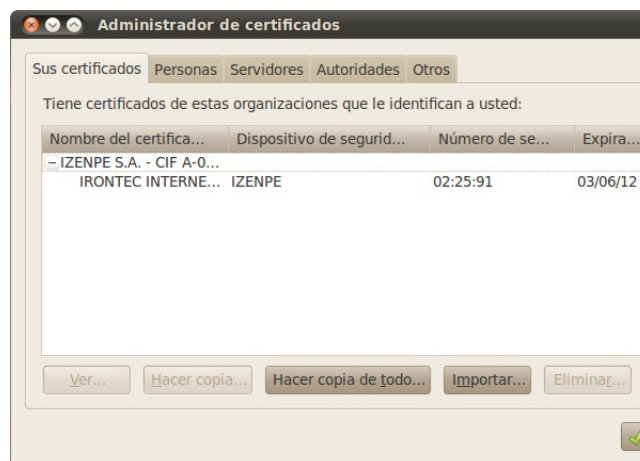 Administrador de certificados
Sus certificados Personas Servidores Autoridades Otros
Tiene certificados de estas organizaciones que le identifican a usted:
Nombre del certifica... Dispositivo de segurid... Número de se... Expira...
IZENPE S.A. - CIF A-0...
IRONTEC INTERNE... IZENPE 02:25:91 03/06/12
Ver... Hacer copia... Hacer copia de todo... Importar... Eliminar...